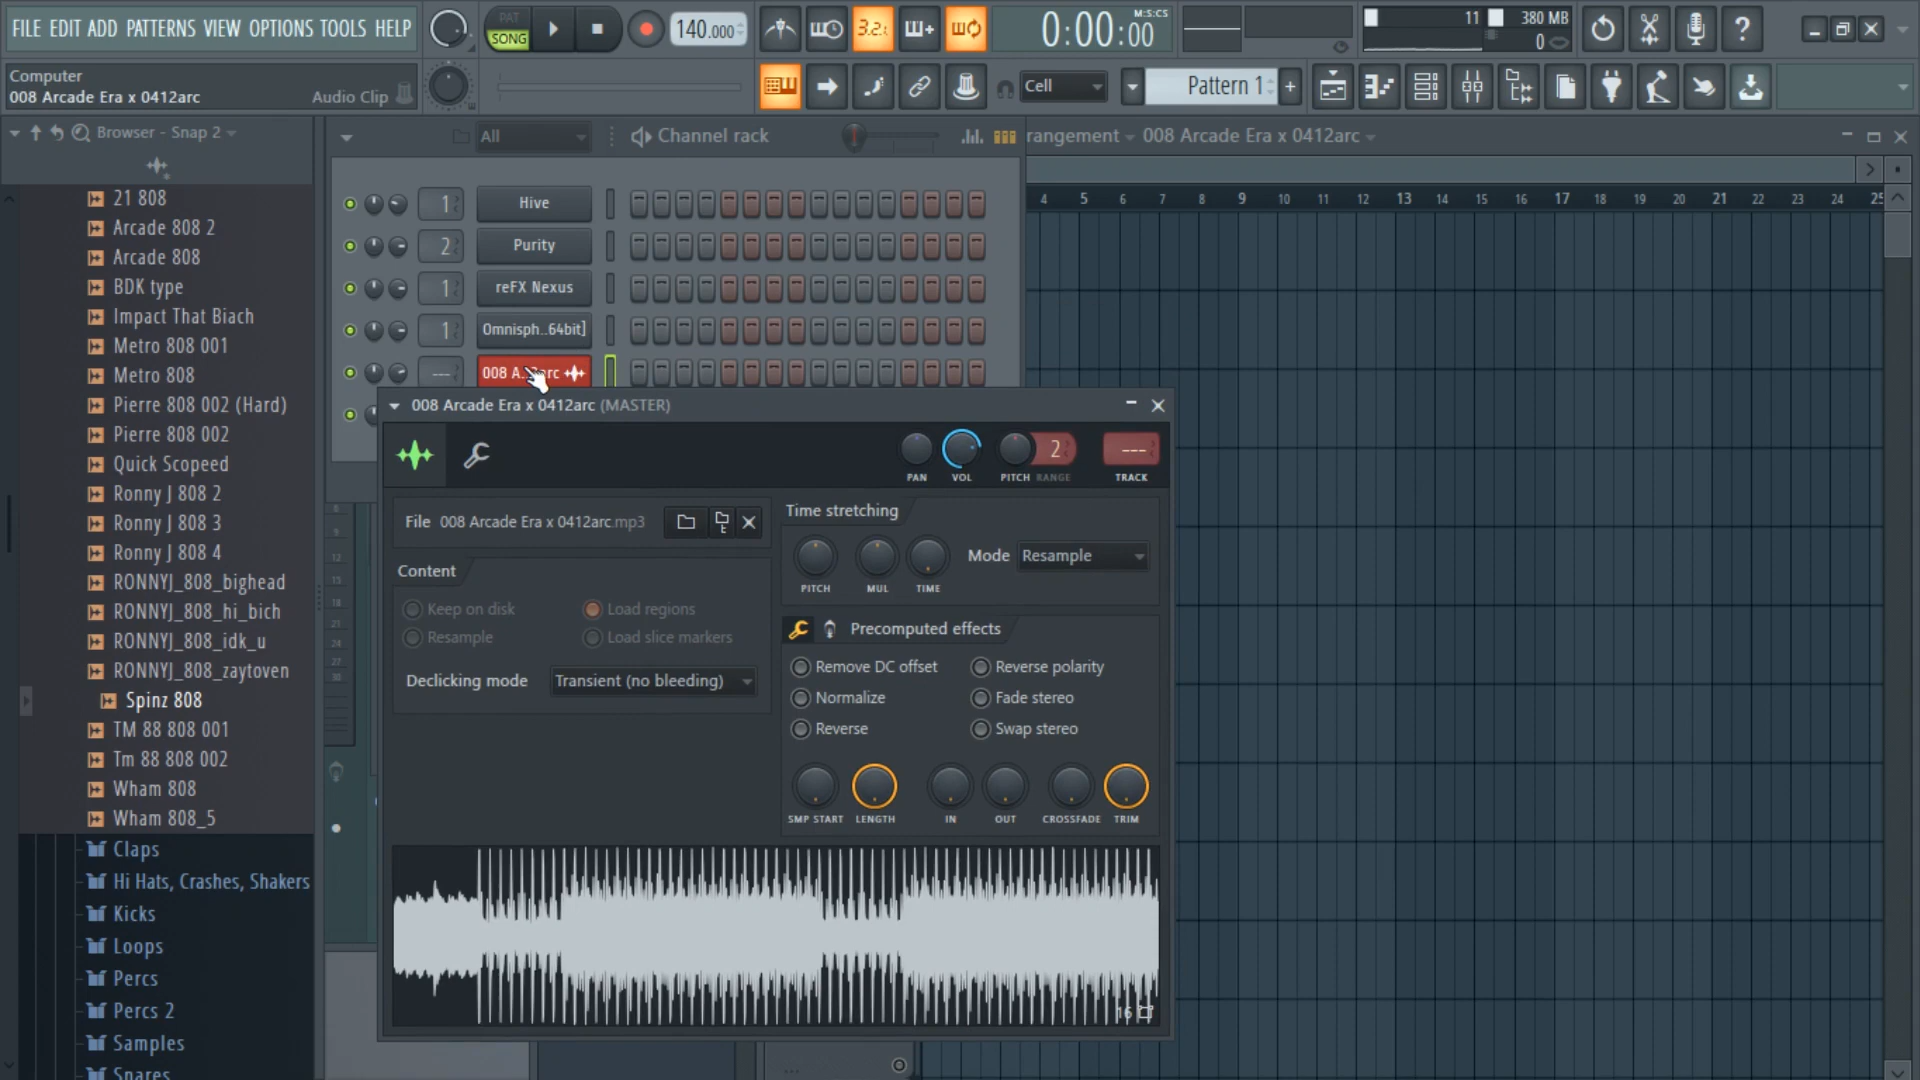 FILE EDIT ADD PATTERNS VIEW OPTIONS TOOLS HELP
PAT
SONG
140.000
3.2.
0:00:00
M:S:CS
11
380 MB
0
Computer
008 Arcade Era x 0412arc
Audio Clip
Cell
Pattern 1
Browser - Snap 2
All
Channel rack
rangement
008 Arcade Era x 0412arc
4 5 6 7 8 9 10 11 12 13 14 15 16 17 18 19 20 21 22 23 24 25
21 808
Arcade 808 2
Arcade 808
BDK type
Impact That Biach
Metro 808 001
Metro 808
Pierre 808 002 (Hard)
Pierre 808 002
Quick Scopeed
Ronny J 808 2
Ronny J 808 3
Ronny J 808 4
RONNYJ_808_bighead
RONNYJ_808_hi_bich
RONNYJ_808_idk_u
RONNYJ_808_zaytoven
Spinz 808
TM 88 808 001
Tm 88 808 002
Wham 808
Wham 808_5
Claps
Hi Hats, Crashes, Shakers
Kicks
Loops
Percs
Percs 2
Samples
Snares
1 Hive
2 Purity
1 reFX Nexus
1 Omnisph..64bit]
--- 008 A..2arc
008 Arcade Era x 0412arc (MASTER)
2
---
PAN VOL PITCH RANGE TRACK
File 008 Arcade Era x 0412arc.mp3
Content
Keep on disk
Load regions
Resample
Load slice markers
Declicking mode
Transient (no bleeding)
Time stretching
PITCH MUL TIME
Mode Resample
Precomputed effects
Remove DC offset
Reverse polarity
Normalize
Fade stereo
Reverse
Swap stereo
SMP START LENGTH IN OUT CROSSFADE TRIM
16